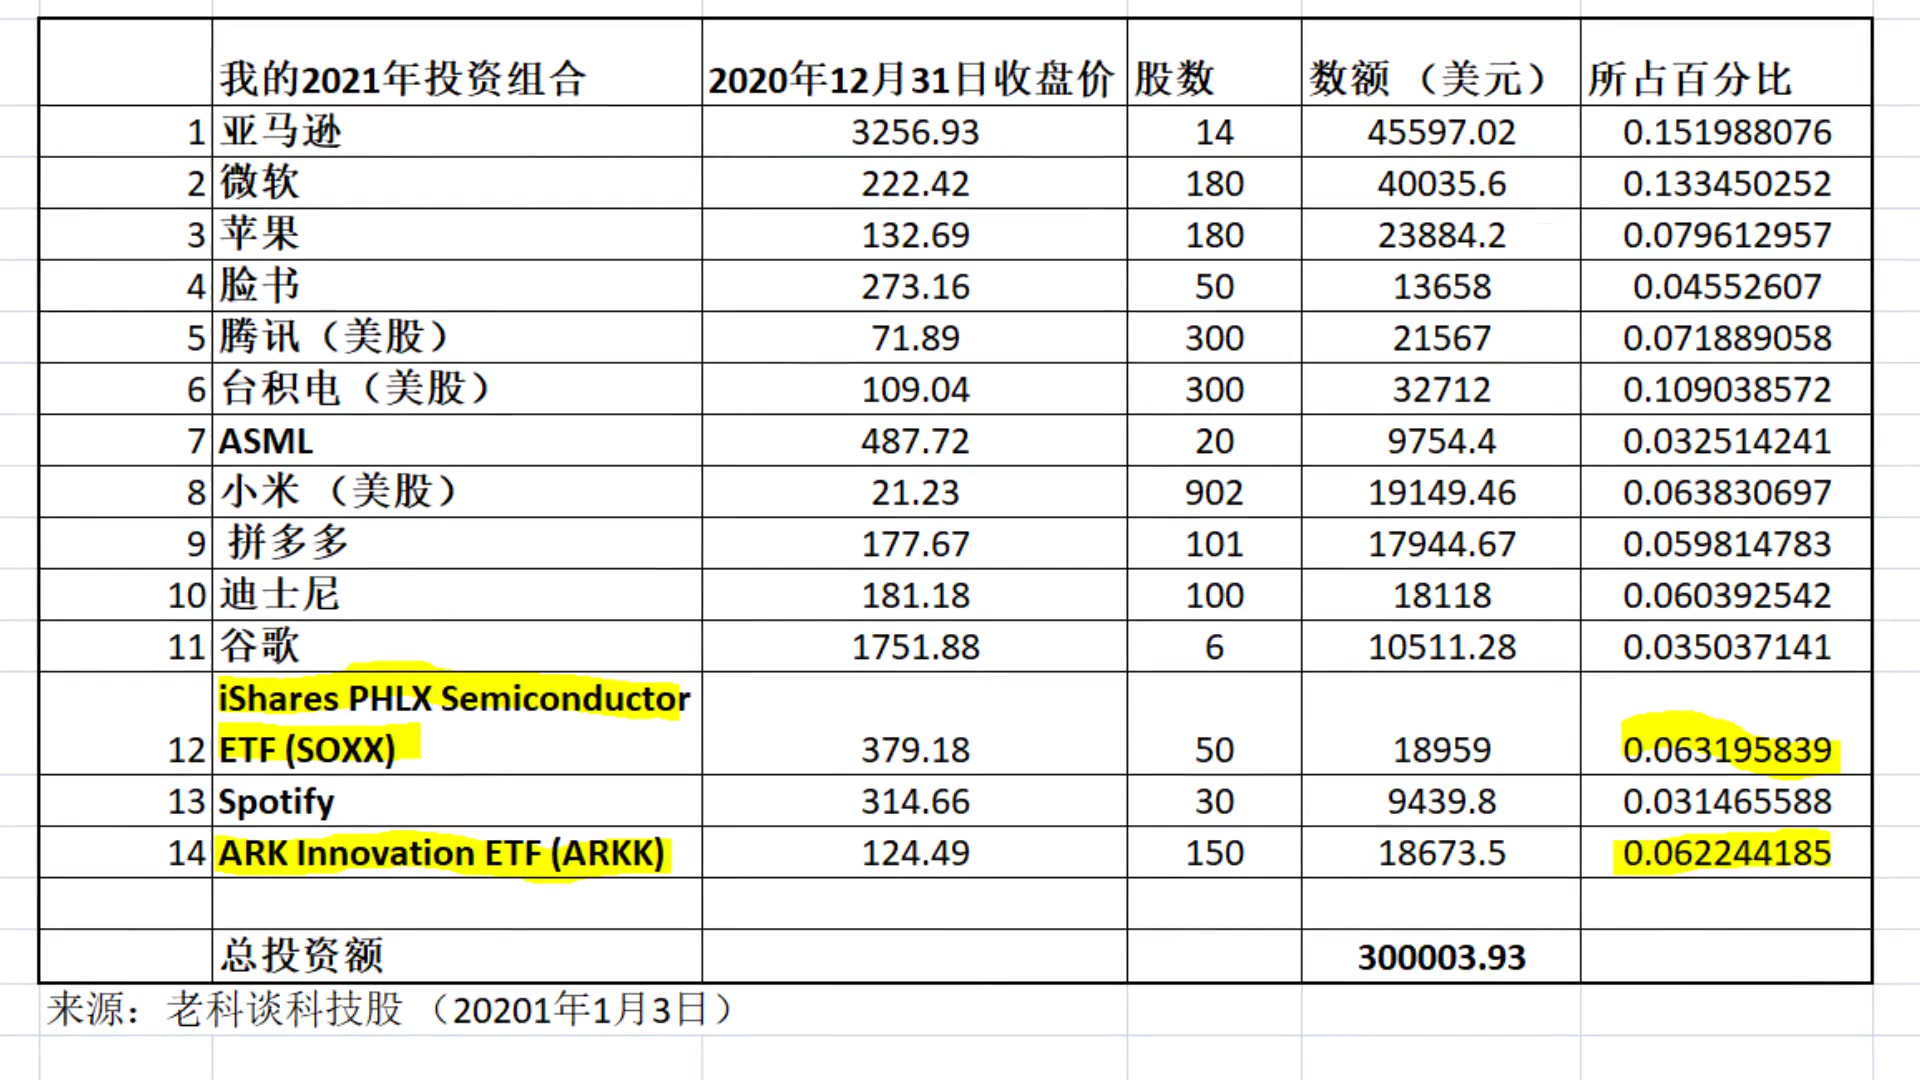 我的2021年投资组合 2020年12月31日收盘价 股数 数额 （美元） 所占百分比
1 亚马逊 3256.93 14 45597.02 0.151988076
2 微软 222.42 180 40035.6 0.133450252
3 苹果 132.69 180 23884.2 0.079612957
4 脸书 273.16 50 13658 0.04552607
5 腾讯（美股） 71.89 300 21567 0.071889058
6 台积电（美股） 109.04 300 32712 0.109038572
7 ASML 487.72 20 9754.4 0.032514241
8 小米 （美股） 21.23 902 19149.46 0.063830697
9 拼多多 177.67 101 17944.67 0.059814783
10 迪士尼 181.18 100 18118 0.060392542
11 谷歌 1751.88 6 10511.28 0.035037141
iShares PHLX Semiconductor
12 ETF (SOXX) 379.18 50 18959 0.063195839
13 Spotify 314.66 30 9439.8 0.031465588
14 ARK Innovation ETF (ARKK) 124.49 150 18673.5 0.062244185
总投资额 300003.93
来源：老科谈科技股 （20201年1月3日）